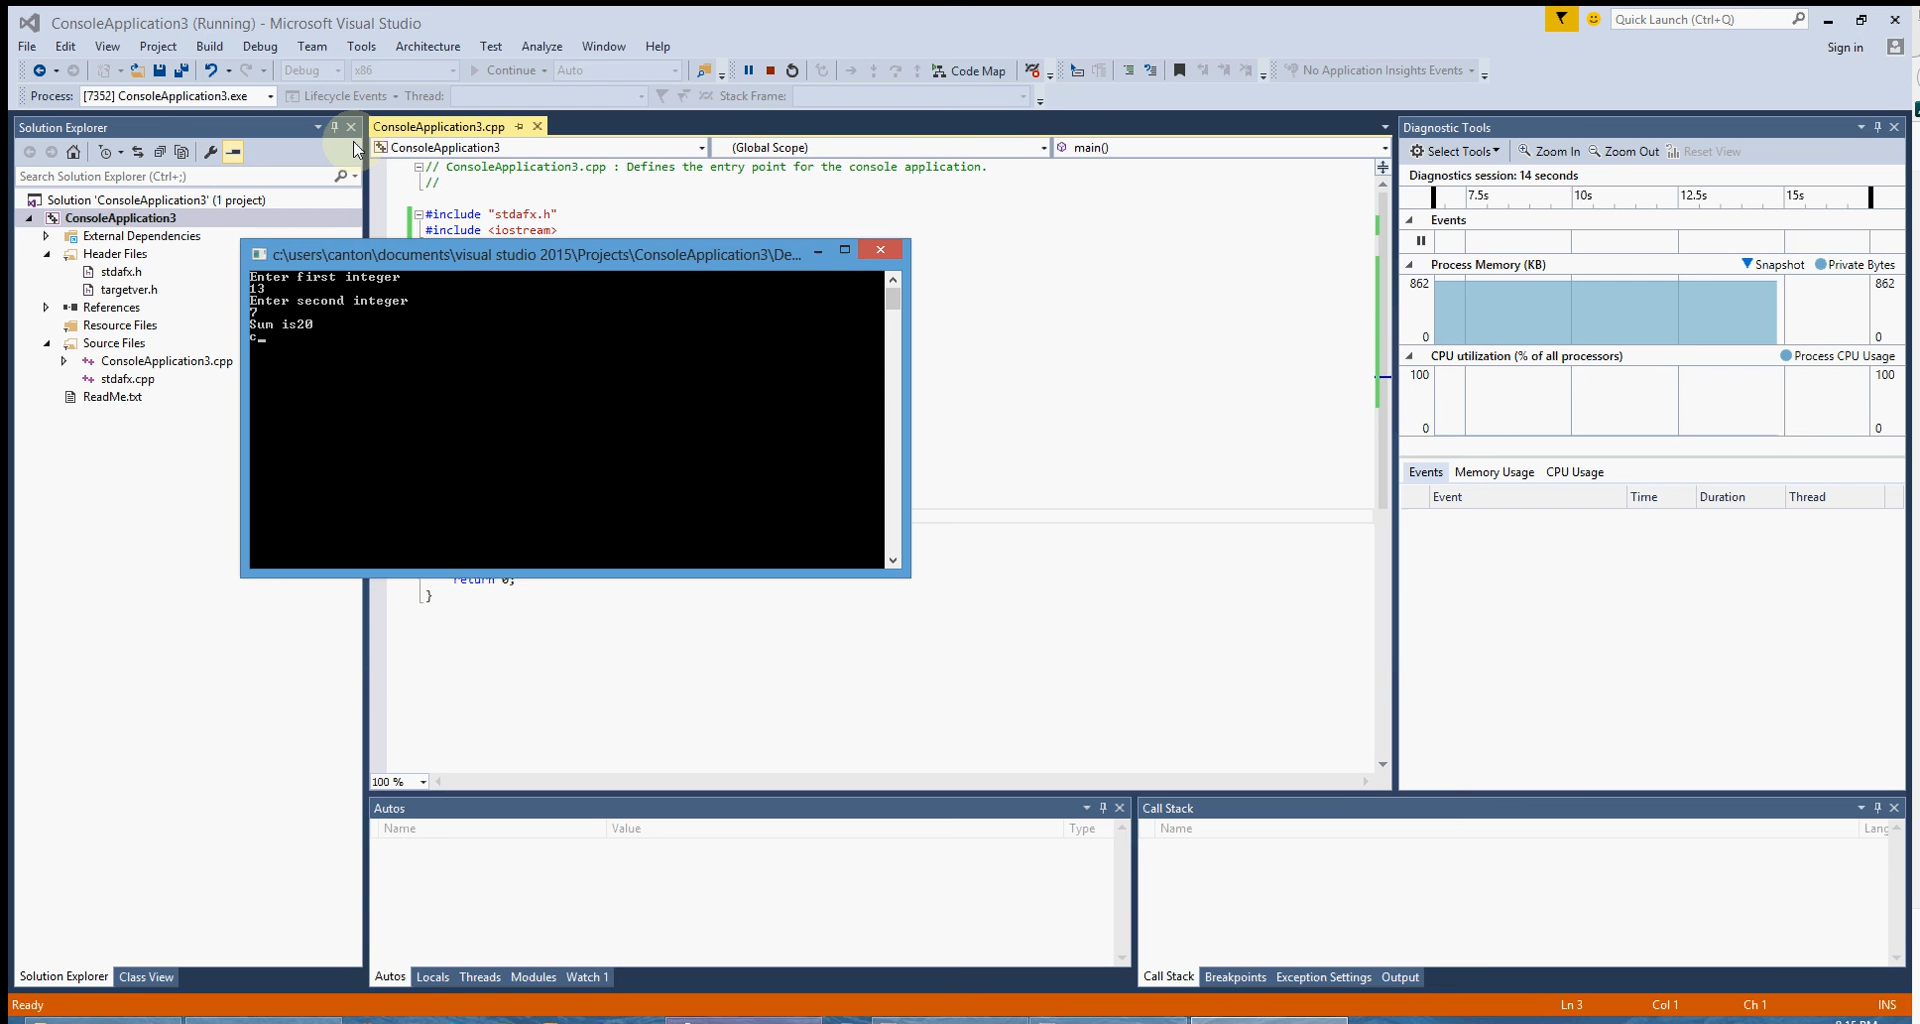 ConsoleApplication3 (Running) - Microsoft Visual Studio
Quick Launch (Ctrl+Q)
File Edit View Project Build Debug Team Tools Architecture Test Analyze Window Help
Sign in
Debug x86 Continue Auto Code Map No Application Insights Events
Process: [7352] ConsoleApplication3.exe Lifecycle Events Thread: Stack Frame:
Solution Explorer
Search Solution Explorer (Ctrl+;)
Solution 'ConsoleApplication3' (1 project)
ConsoleApplication3
External Dependencies
Header Files
stdafx.h
targetver.h
References
Resource Files
Source Files
ConsoleApplication3.cpp
stdafx.cpp
ReadMe.txt
Solution Explorer Class View
ConsoleApplication3.cpp
ConsoleApplication3 (Global Scope) main()
// ConsoleApplication3.cpp : Defines the entry point for the console application.
//
#include "stdafx.h"
#include <iostream>
c:\users\canton\documents\visual studio 2015\Projects\ConsoleApplication3\De...
Enter first integer
13
Enter second integer
7
Sum is20
c_
return 0;
}
100 %
Diagnostic Tools
Select Tools Zoom In Zoom Out Reset View
Diagnostics session: 14 seconds
7.5s 10s 12.5s 15s
Events
Process Memory (KB) Snapshot Private Bytes
862 862
0 0
CPU utilization (% of all processors) Process CPU Usage
100 100
0 0
Events Memory Usage CPU Usage
Event Time Duration Thread
Autos
Name Value Type
Autos Locals Threads Modules Watch 1
Call Stack
Name Lang
Call Stack Breakpoints Exception Settings Output
Ready Ln 3 Col 1 Ch 1 INS